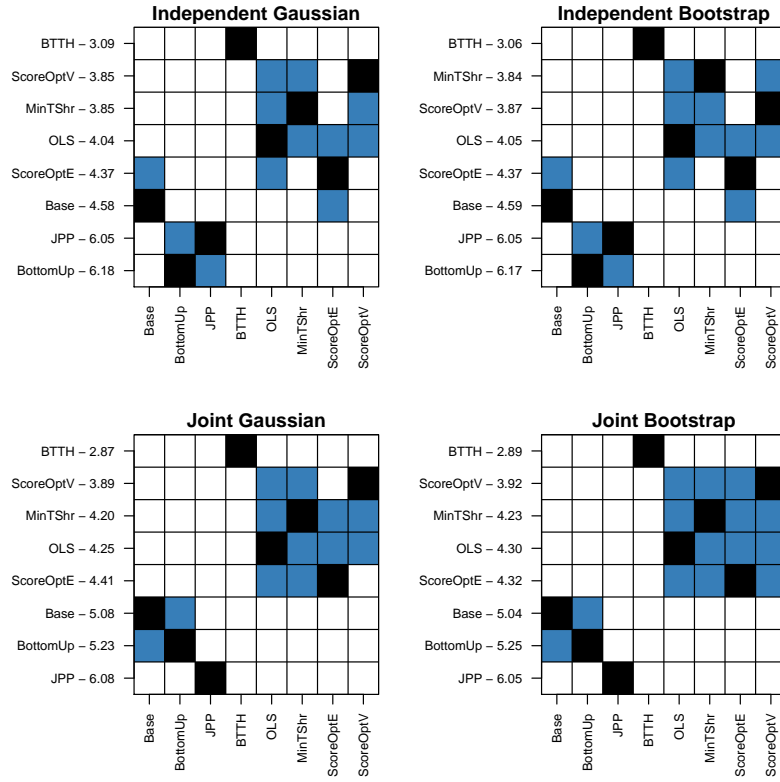 Independent Gaussian
BTTH − 3.09
ScoreOptV − 3.85
MinTShr − 3.85
OLS − 4.04
ScoreOptE − 4.37
Base − 4.58
JPP − 6.05
BottomUp − 6.18
Base
BottomUp
JPP
BTTH
OLS
MinTShr
ScoreOptE
ScoreOptV
Independent Bootstrap
BTTH − 3.06
MinTShr − 3.84
ScoreOptV − 3.87
OLS − 4.05
ScoreOptE − 4.37
Base − 4.59
JPP − 6.05
BottomUp − 6.17
Base
BottomUp
JPP
BTTH
OLS
MinTShr
ScoreOptE
ScoreOptV
Joint Gaussian
BTTH − 2.87
ScoreOptV − 3.89
MinTShr − 4.20
OLS − 4.25
ScoreOptE − 4.41
Base − 5.08
BottomUp − 5.23
JPP − 6.08
Base
BottomUp
JPP
BTTH
OLS
MinTShr
ScoreOptE
ScoreOptV
Joint Bootstrap
BTTH − 2.89
ScoreOptV − 3.92
MinTShr − 4.23
OLS − 4.30
ScoreOptE − 4.32
Base − 5.04
BottomUp − 5.25
JPP − 6.05
Base
BottomUp
JPP
BTTH
OLS
MinTShr
ScoreOptE
ScoreOptV